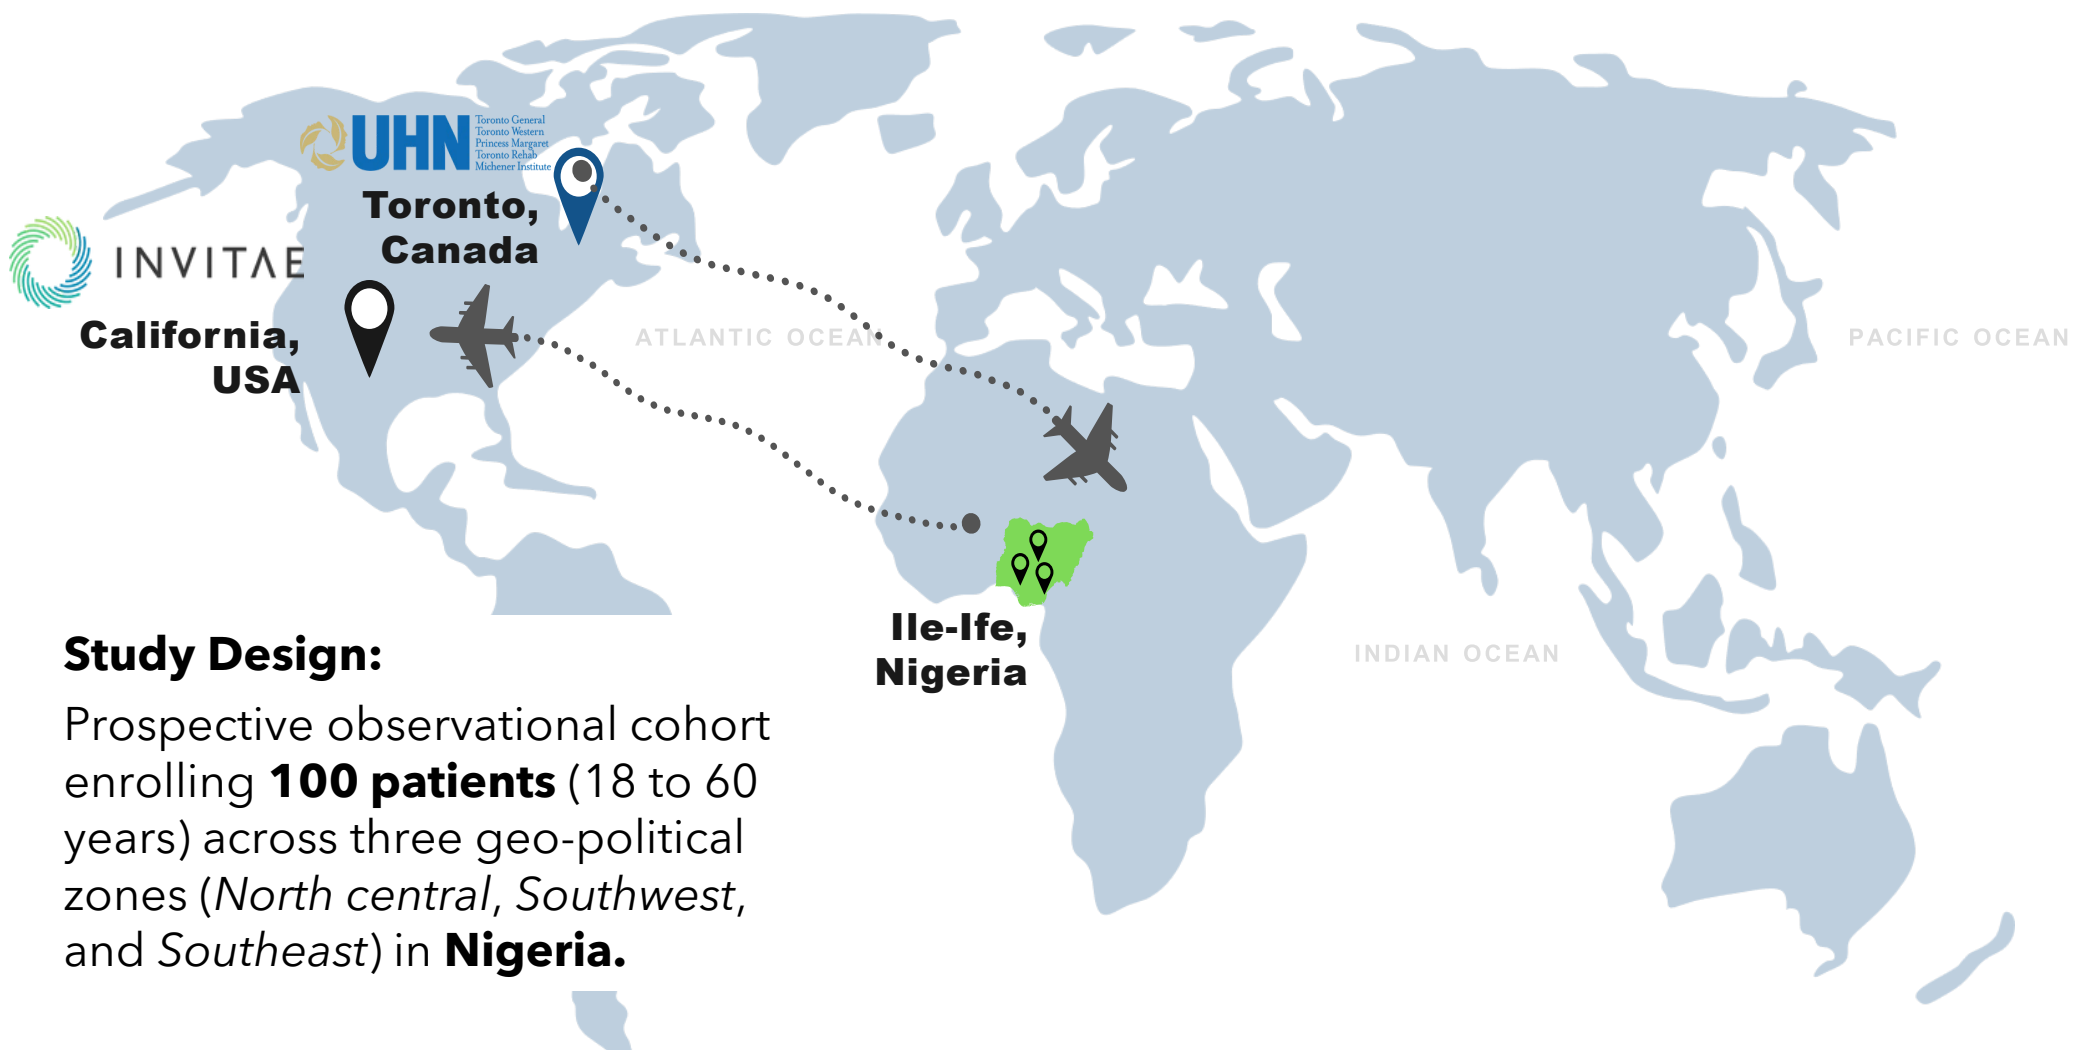 UHN
Toronto General
Toronto Western
Princess Margaret
Toronto Rehab
Michener Institute
Toronto,
Canada
INVITAE
California,
USA
ATLANTIC OCEAN
PACIFIC OCEAN
Ile-Ife,
Nigeria
INDIAN OCEAN
Study Design:
Prospective observational cohort
enrolling 100 patients (18 to 60
years) across three geo-political
zones (North central, Southwest,
and Southeast) in Nigeria.